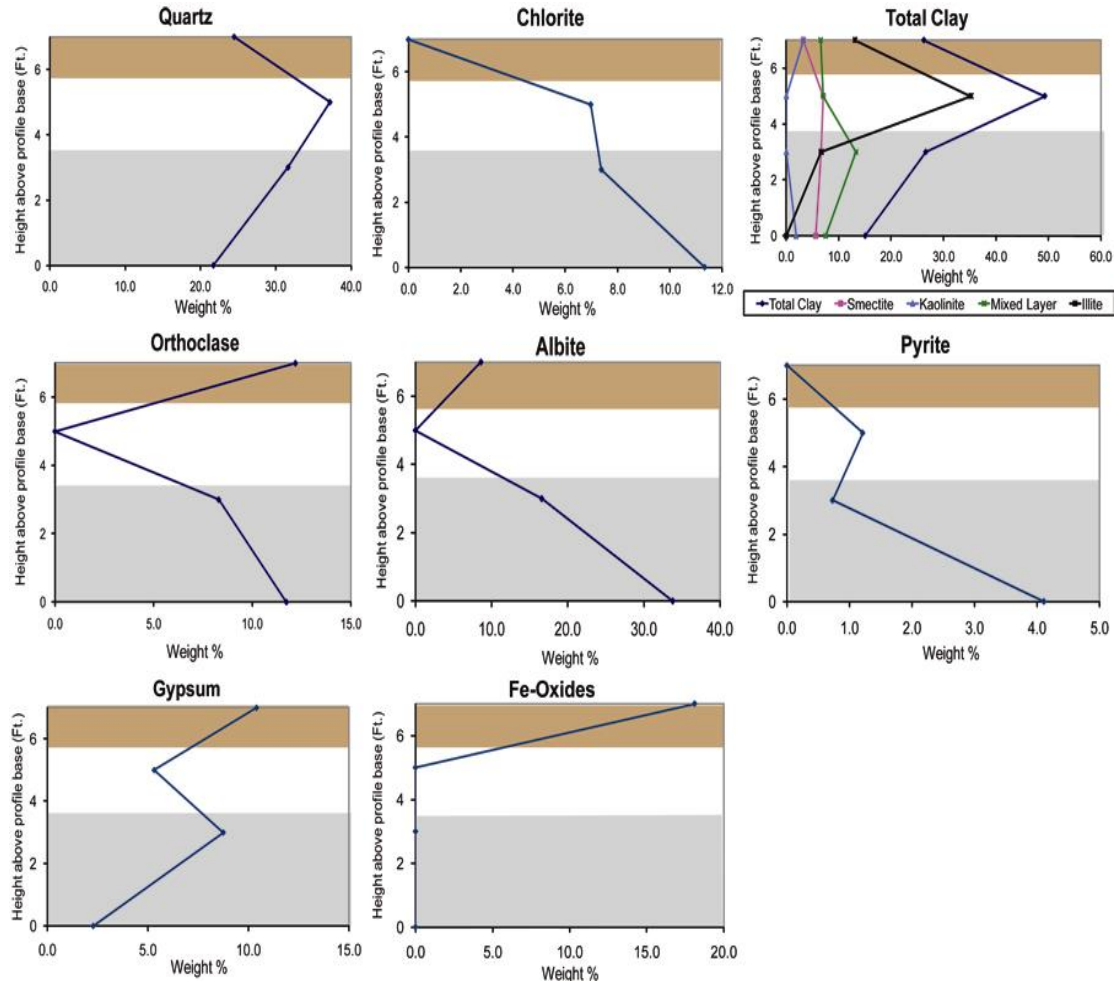 Quartz
Height above profile base (Ft.)
6
4
2
0
0.0 10.0 20.0 30.0 40.0
Weight %
Chlorite
Height above profile base (Ft.)
6
4
2
0
0.0 2.0 4.0 6.0 8.0 10.0 12.0
Weight %
Total Clay
Height above profile base (Ft.)
6
4
2
0
0.0 10.0 20.0 30.0 40.0 50.0 60.0
Weight %
Total Clay Smectite Kaolinite Mixed Layer Illite
Orthoclase
Height above profile base (Ft.)
6
4
2
0
0.0 5.0 10.0 15.0
Weight %
Albite
Height above profile base (Ft.)
6
4
2
0
0.0 10.0 20.0 30.0 40.0
Weight %
Pyrite
Height above profile base (Ft.)
6
4
2
0
0.0 1.0 2.0 3.0 4.0 5.0
Weight %
Gypsum
Height above profile base (Ft.)
6
4
2
0
0.0 5.0 10.0 15.0
Weight %
Fe-Oxides
Height above profile base (Ft.)
6
4
2
0
0.0 5.0 10.0 15.0 20.0
Weight %